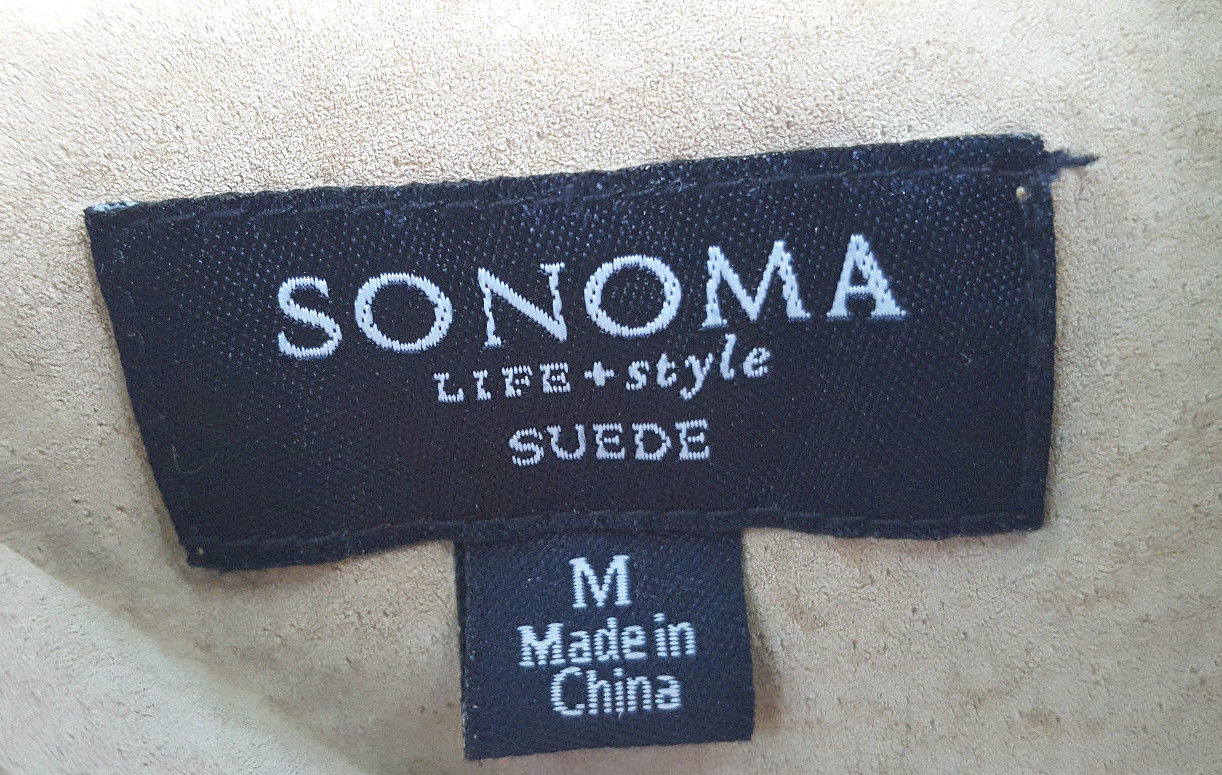 SONOMA
LIFE + style
SUEDE
M
Made in
China